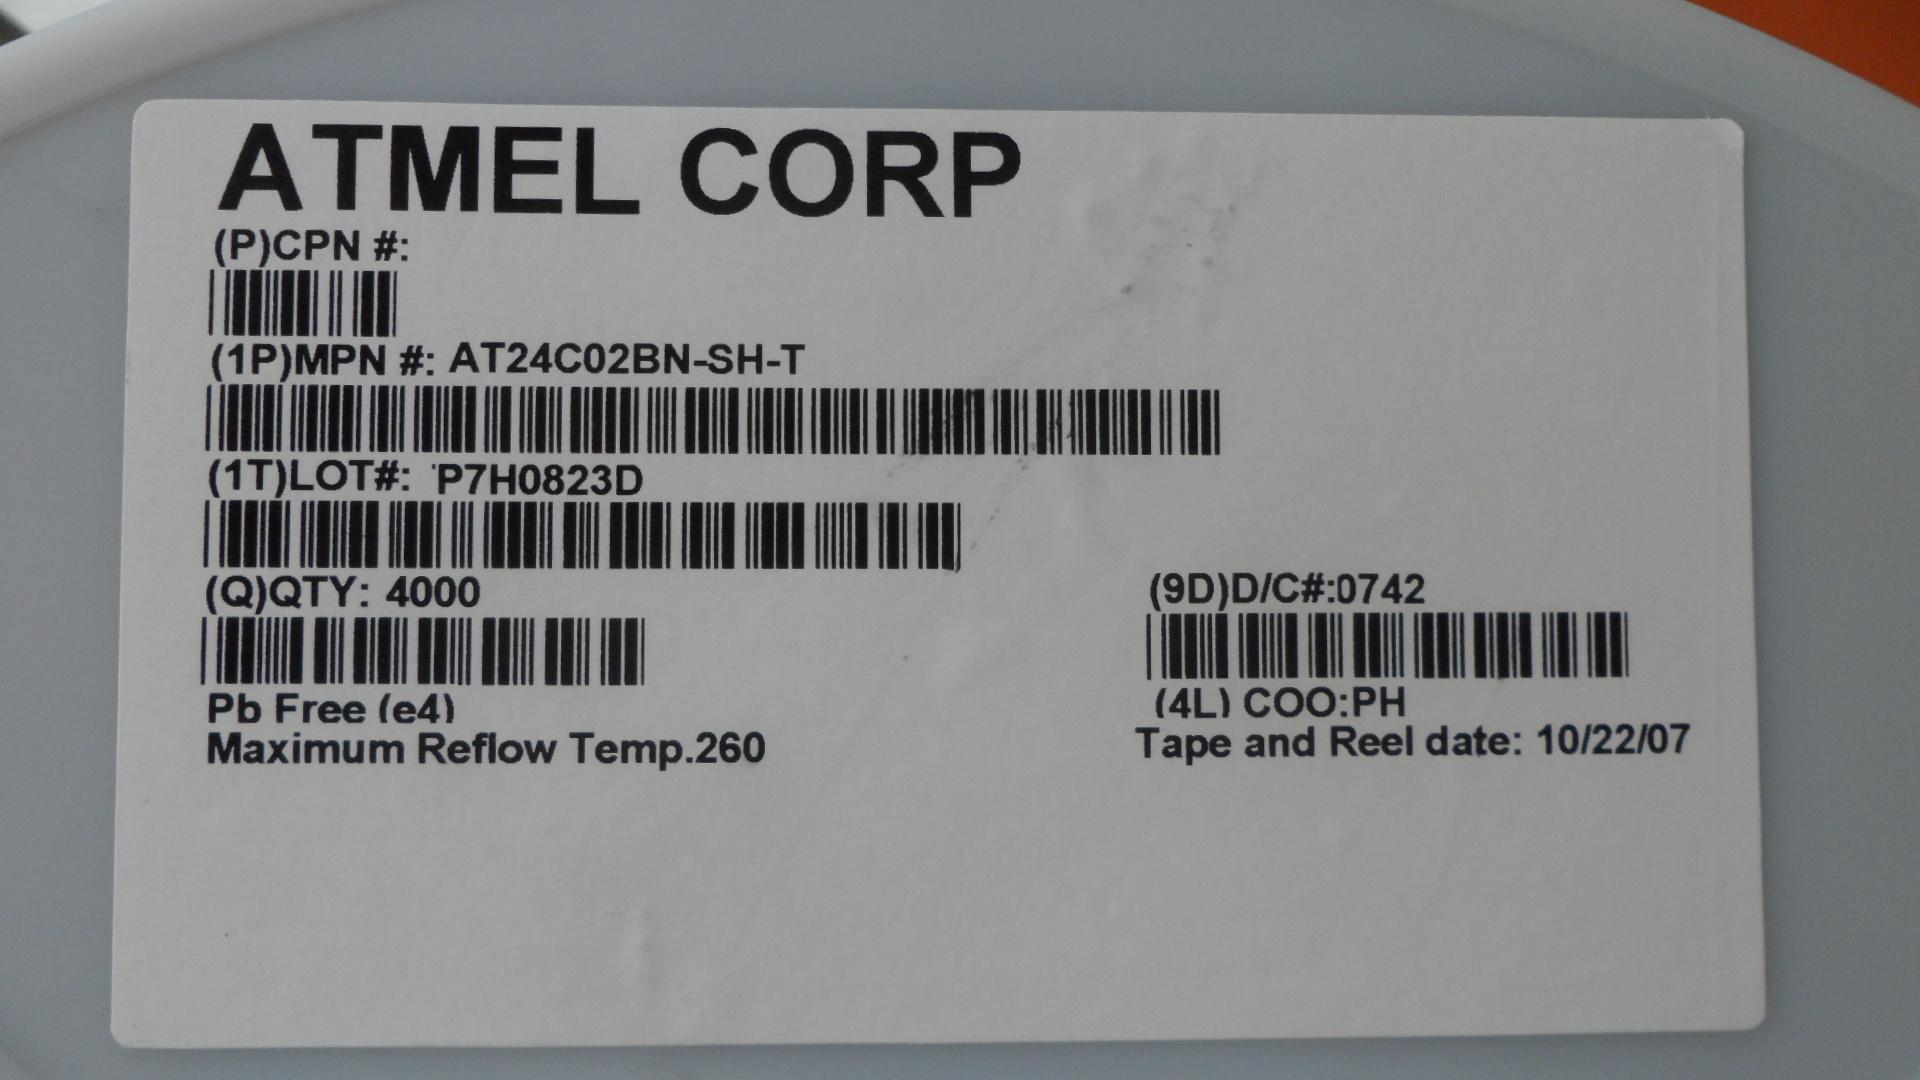 ATMEL CORP
(P)CPN #:
(1P)MPN #: AT24C02BN-SH-T
(1T)LOT#: P7H0823D
(Q)QTY: 4000
(9D)D/C#:0742
Pb Free (e4)
(4L) COO:PH
Maximum Reflow Temp.260
Tape and Reel date: 10/22/07